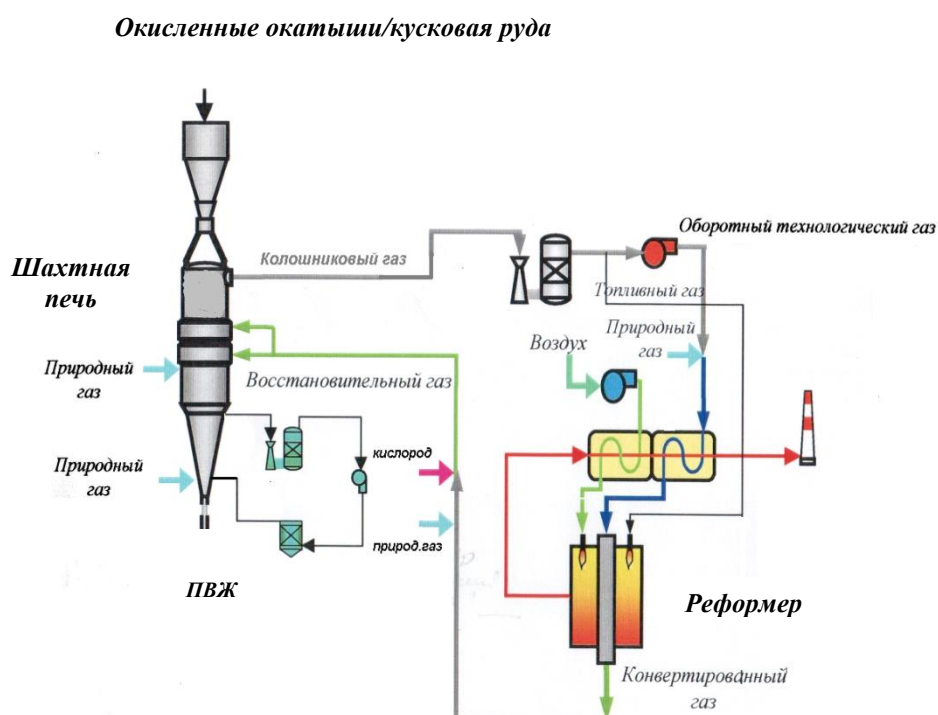 Окисленные окатыши/кусковая руда
Оборотный технологический газ
Колошниковый газ
Шахтная
печь
Топливный газ
Природный
газ
Воздух
Природный
газ
Восстановительный газ
кислород
Природный
газ
природ.газ
ПВЖ
Реформер
Конвертированный
газ